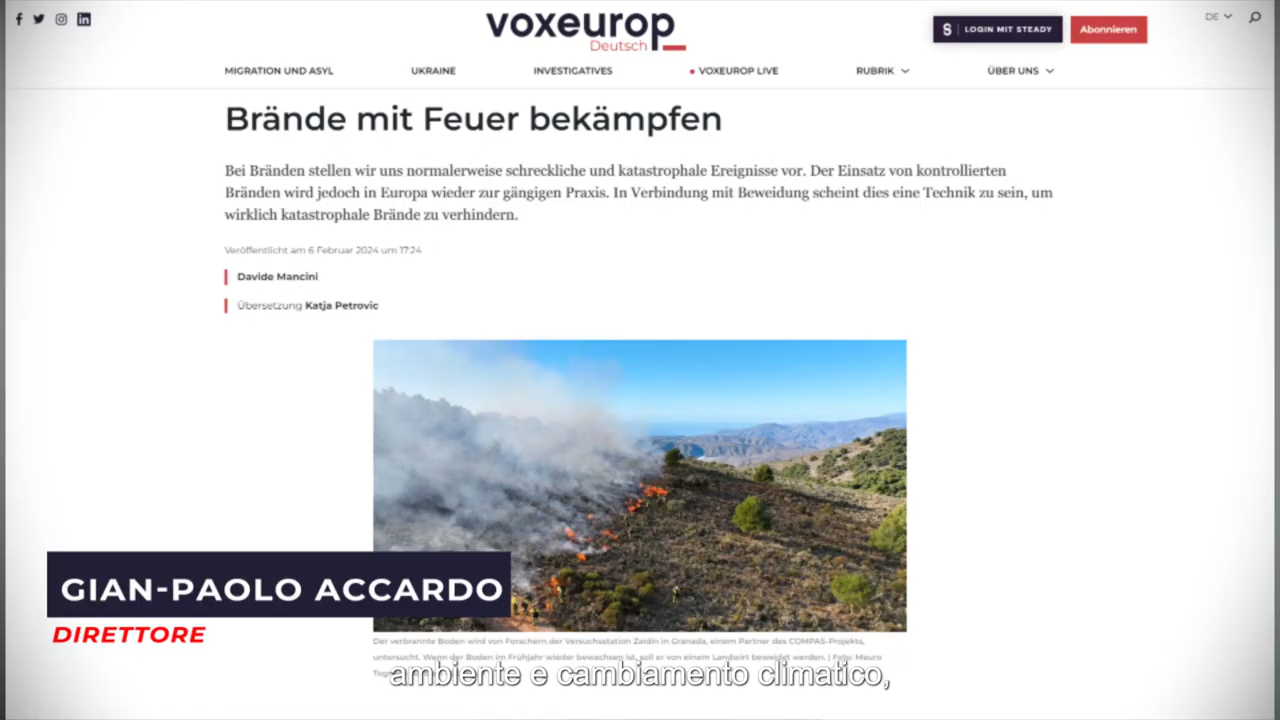 voxeurop
Deutsch
LOGIN MIT STEADY
Abonnieren
DE
MIGRATION UND ASYL
UKRAINE
INVESTIGATIVES
VOXEUROP LIVE
RUBRIK
ÜBER UNS
Brände mit Feuer bekämpfen
Bei Bränden stellen wir uns normalerweise schreckliche und katastrophale Ereignisse vor. Der Einsatz von kontrollierten
Bränden wird jedoch in Europa wieder zur gängigen Praxis. In Verbindung mit Beweidung scheint dies eine Technik zu sein, um
wirklich katastrophale Brände zu verhindern.
Veröffentlicht am 6 Februar 2024 um 17:24
Davide Mancini
Übersetzung Katja Petrovic
GIAN-PAOLO ACCARDO
DIRETTORE
Der verbrannte Boden wird von Forschern der Versuchsstation Zaidín in Granada, einem Partner des COMPAS-Projekts,
untersucht. Wenn der Boden im Frühjahr wieder bewachsen ist, soll er von einem Landwirt beweidet werden. | Foto: Mauro
ambiente e cambiamento climatico,